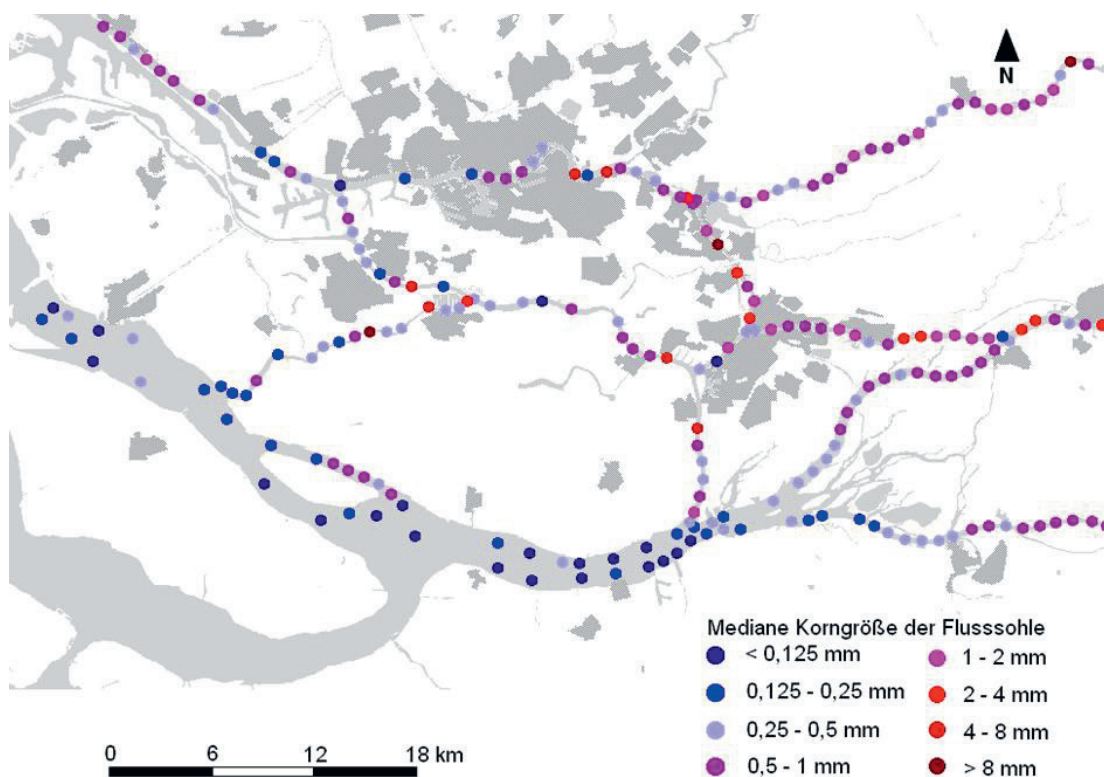 N
Mediane Korngröße der Flusssohle
< 0,125 mm
0,125 - 0,25 mm
0,25 - 0,5 mm
0,5 - 1 mm
1 - 2 mm
2 - 4 mm
4 - 8 mm
> 8 mm
0 6 12 18 km